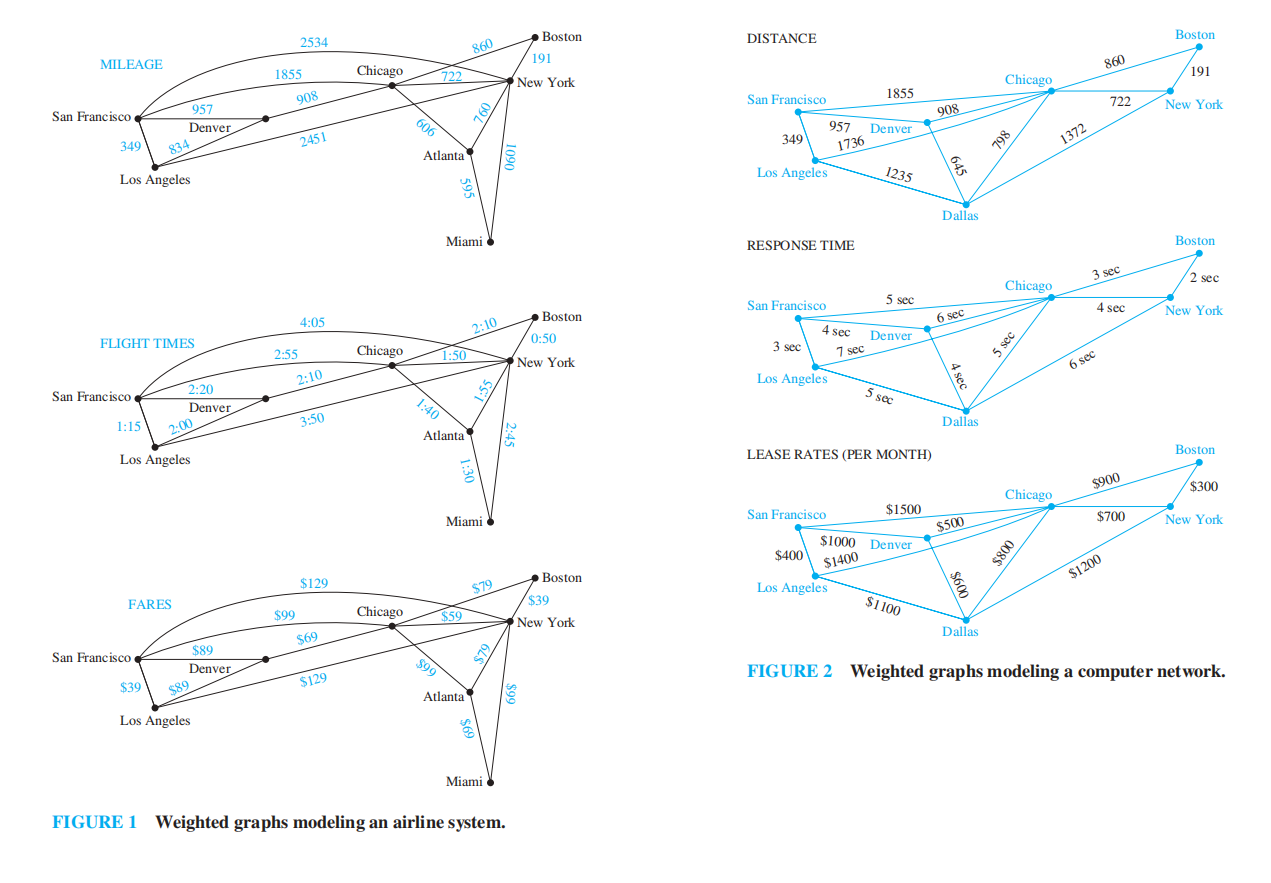 MILEAGE
2534
860
Boston
191
Chicago
1855
722
New York
908
San Francisco
957
Denver
349
834
2451
606
760
Atlanta
1090
Los Angeles
595
Miami
FLIGHT TIMES
4:05
2:10
Boston
0:50
Chicago
2:55
1:50
New York
2:10
San Francisco
2:20
Denver
1:15
2:00
3:50
1:40
1:55
Atlanta
2:45
Los Angeles
1:30
Miami
FARES
$129
$79
Boston
$39
Chicago
$99
$59
New York
$69
San Francisco
$89
Denver
$39
$89
$129
$99
$79
Atlanta
$99
Los Angeles
$69
Miami
FIGURE 1 Weighted graphs modeling an airline system.
DISTANCE
Boston
860
191
Chicago
San Francisco
1855
908
722
New York
957
Denver
349
1736
798
1372
Los Angeles
645
1235
Dallas
RESPONSE TIME
Boston
3 sec
2 sec
Chicago
San Francisco
5 sec
6 sec
4 sec
New York
4 sec
Denver
3 sec
7 sec
5 sec
6 sec
Los Angeles
4 sec
5 sec
Dallas
LEASE RATES (PER MONTH)
Boston
$900
$300
Chicago
San Francisco
$1500
$500
$700
New York
$1000
Denver
$400
$1400
$800
$1200
Los Angeles
$600
$1100
Dallas
FIGURE 2 Weighted graphs modeling a computer network.